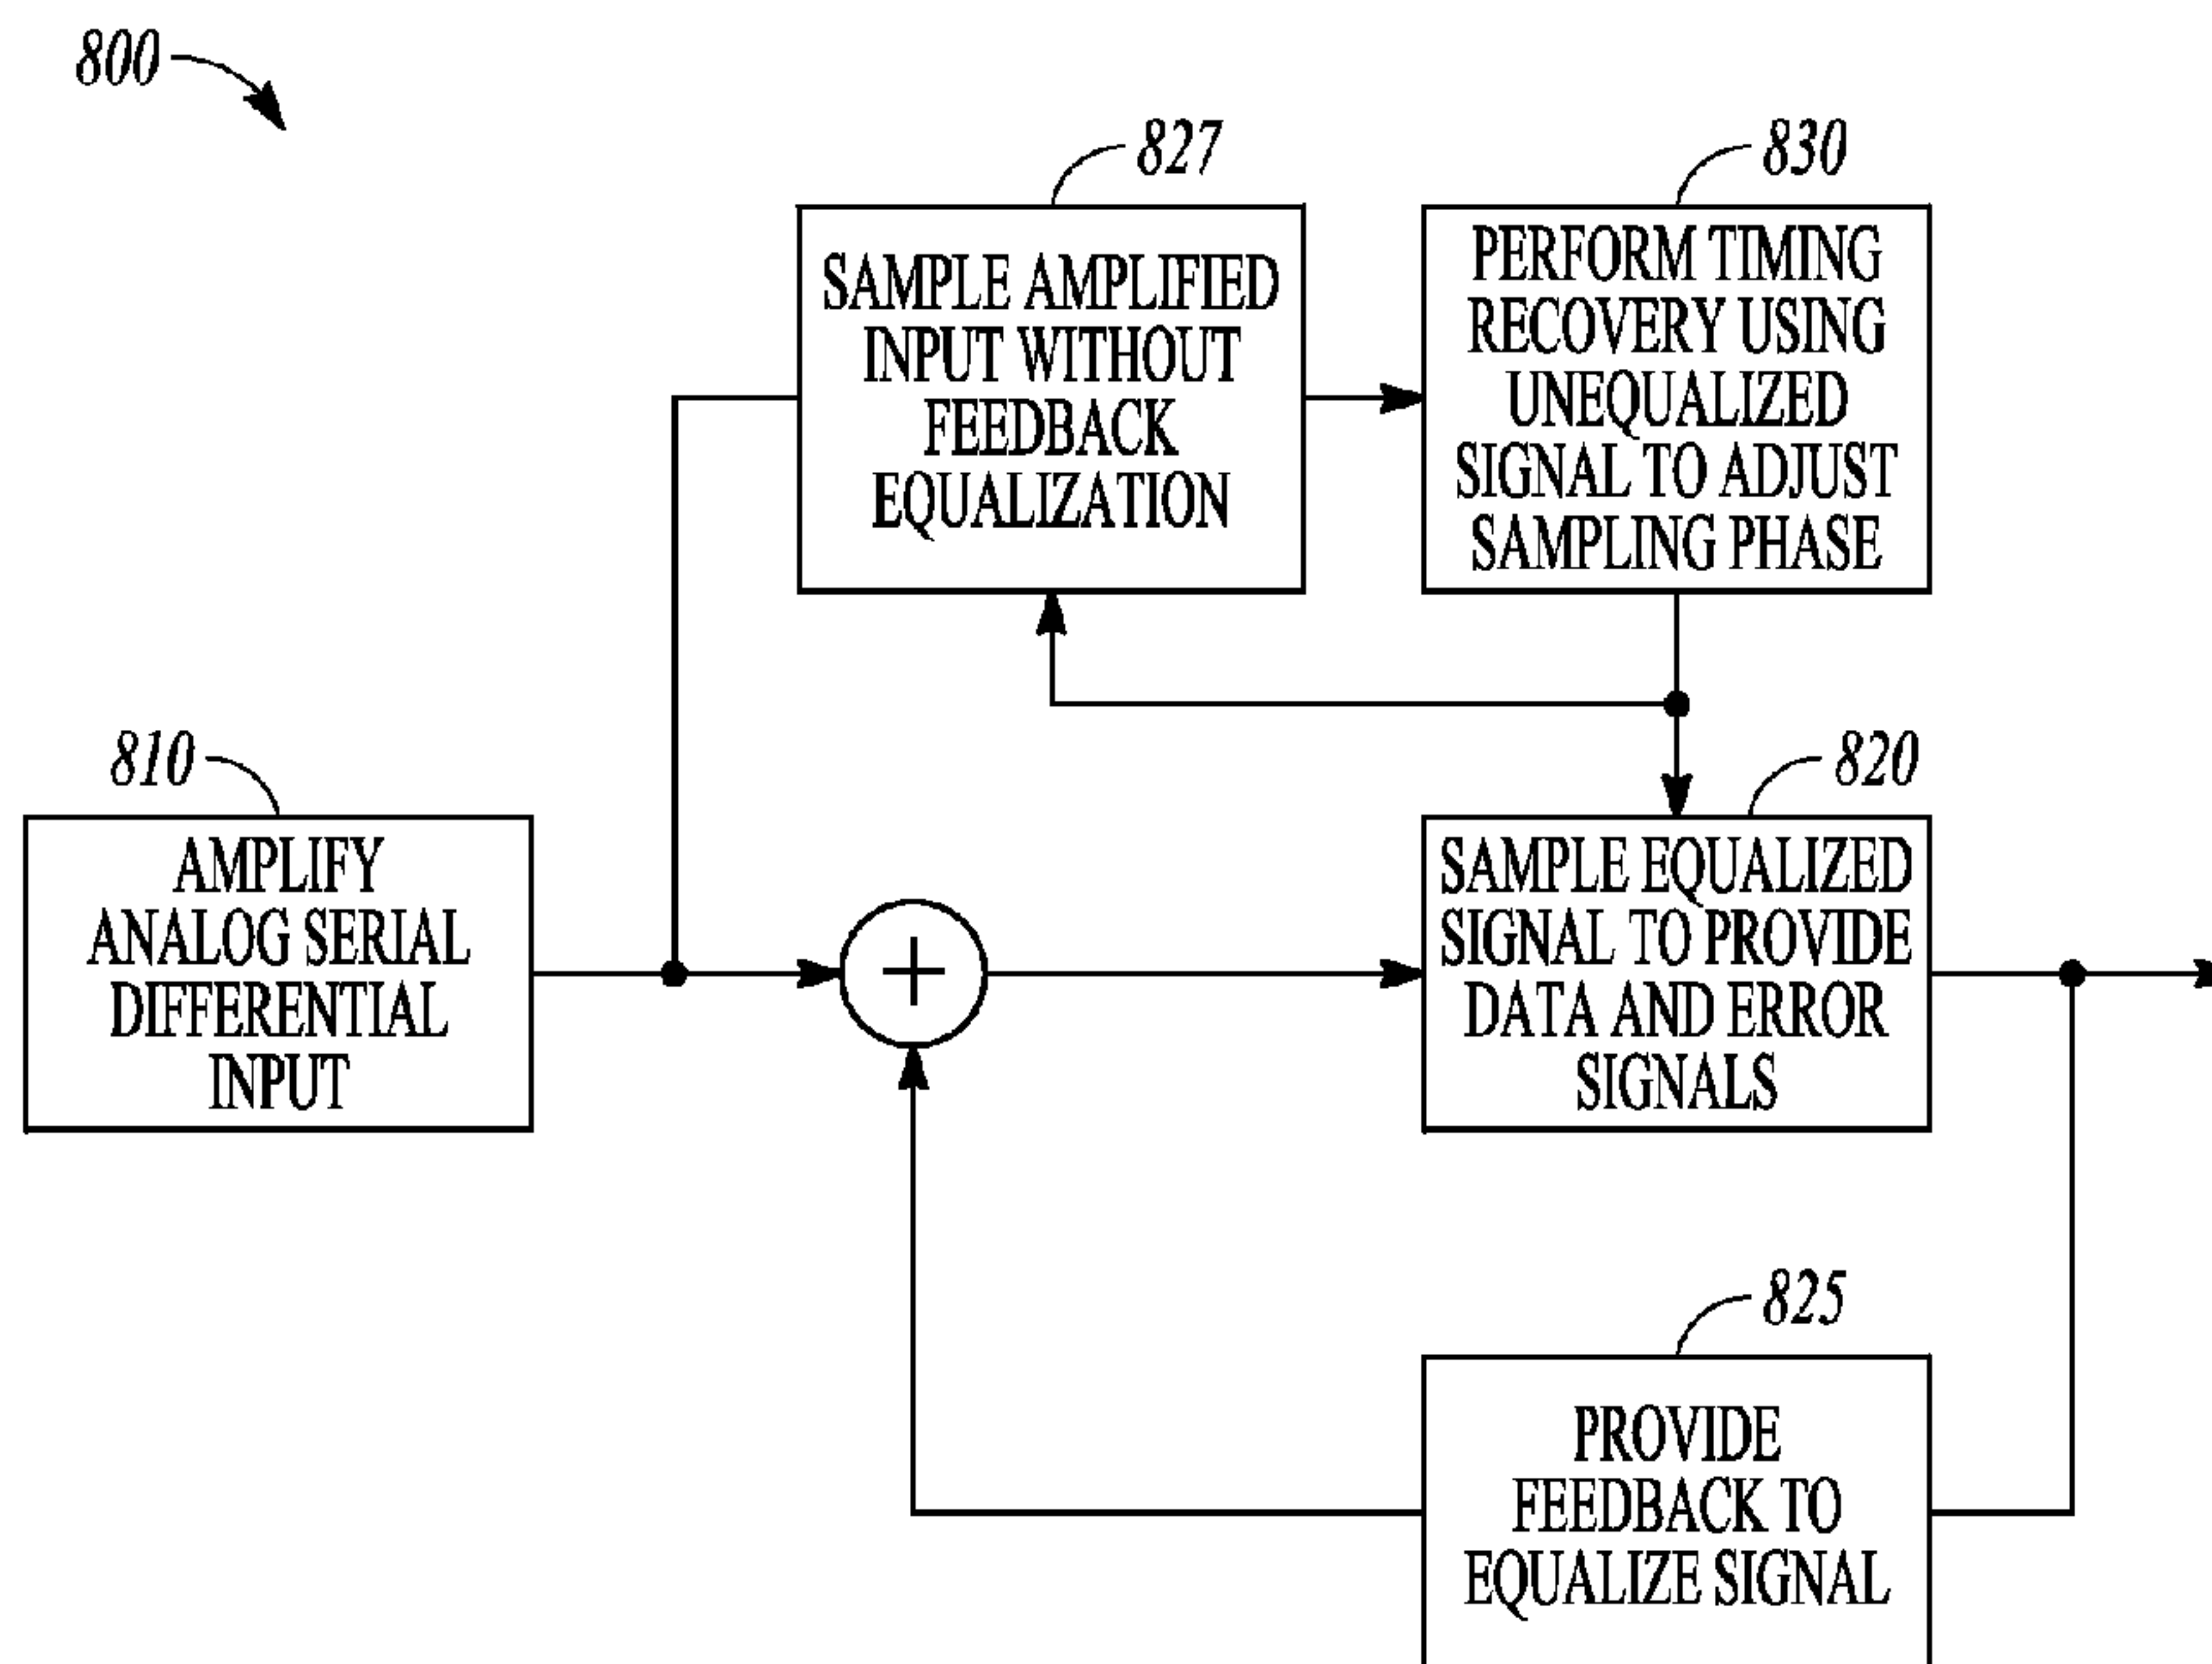 800
827
SAMPLE AMPLIFIED
INPUT WITHOUT
FEEDBACK
EQUALIZATION
830
PERFORM TIMING
RECOVERY USING
UNEQUALIZED
SIGNAL TO ADJUST
SAMPLING PHASE
810
AMPLIFY
ANALOG SERIAL
DIFFERENTIAL
INPUT
+
820
SAMPLE EQUALIZED
SIGNAL TO PROVIDE
DATA AND ERROR
SIGNALS
825
PROVIDE
FEEDBACK TO
EQUALIZE SIGNAL